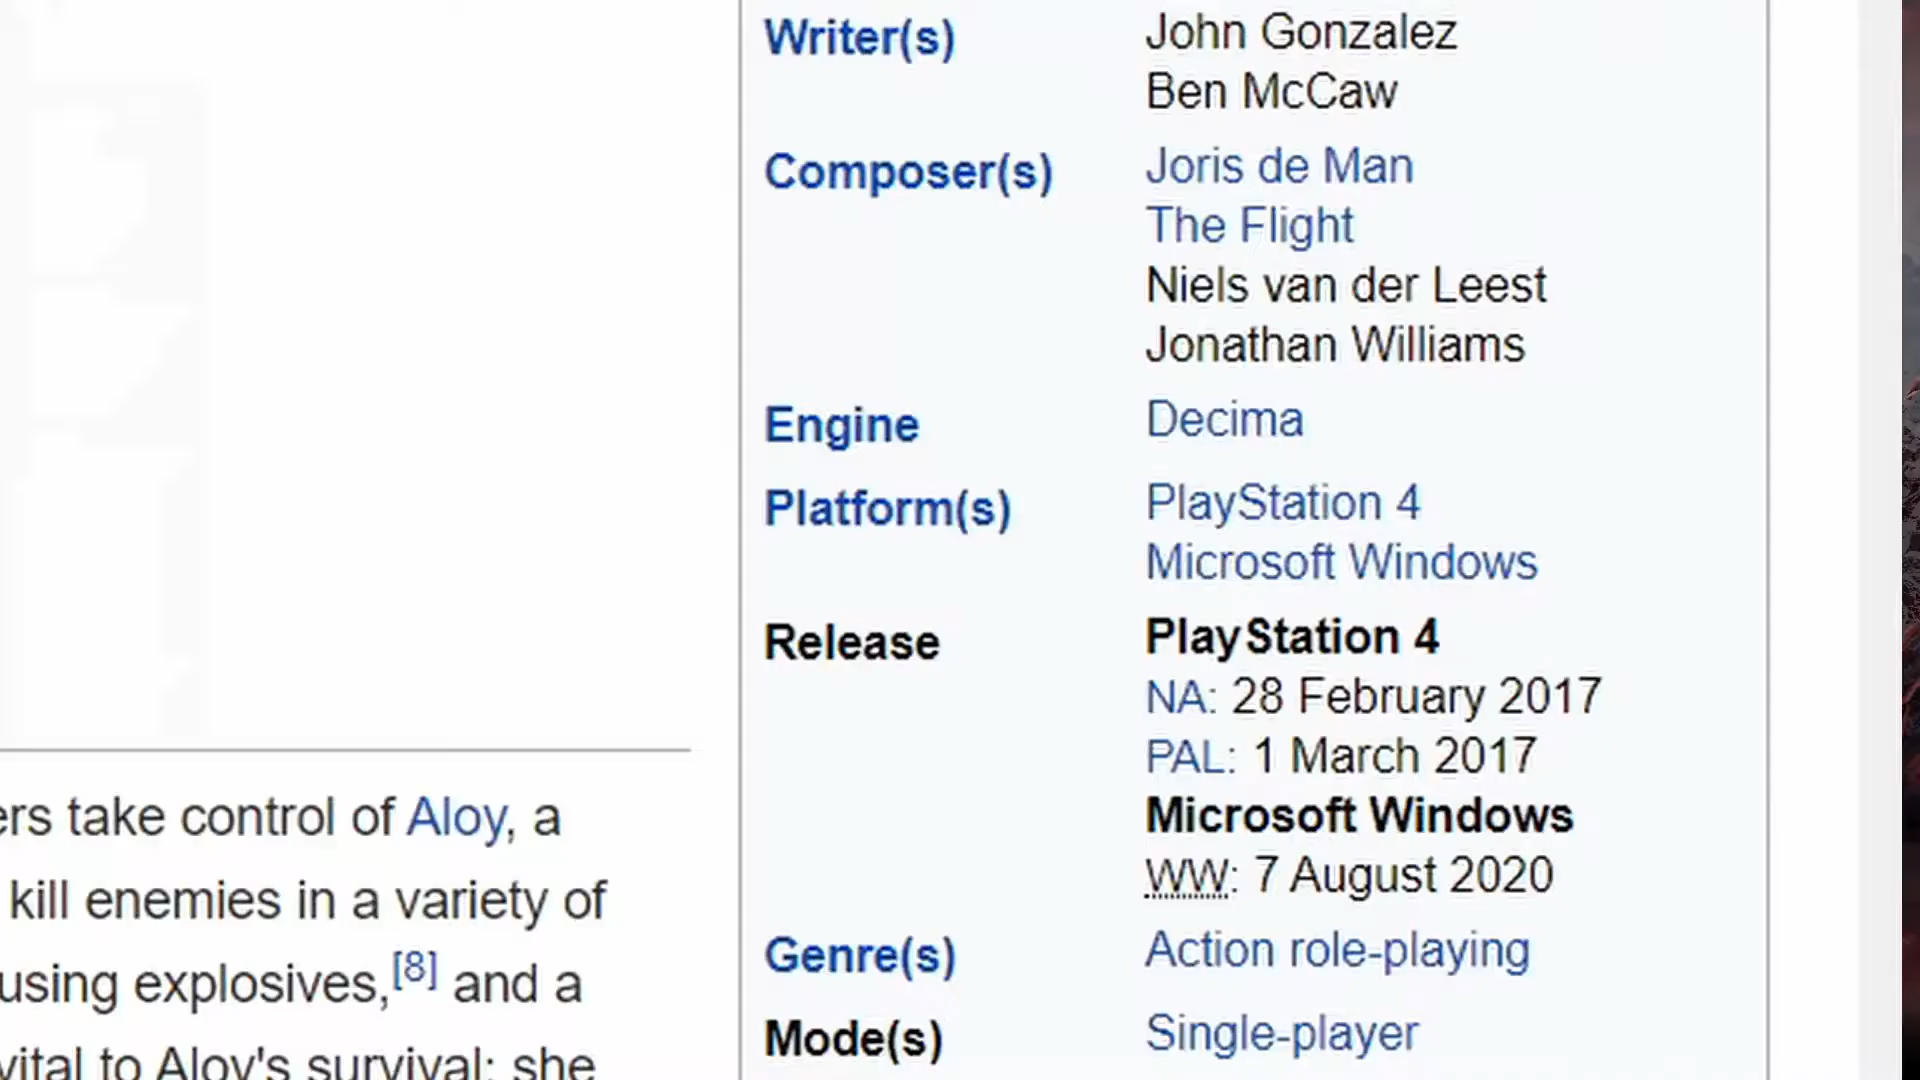 Writer(s) John Gonzalez
Ben McCaw
Composer(s) Joris de Man
The Flight
Niels van der Leest
Jonathan Williams
Engine Decima
Platform(s) PlayStation 4
Microsoft Windows
Release PlayStation 4
NA: 28 February 2017
PAL: 1 March 2017
Microsoft Windows
WW: 7 August 2020
Genre(s) Action role-playing
Mode(s) Single-player
ers take control of Aloy, a
kill enemies in a variety of
using explosives,[8] and a
vital to Aloy's survival; she